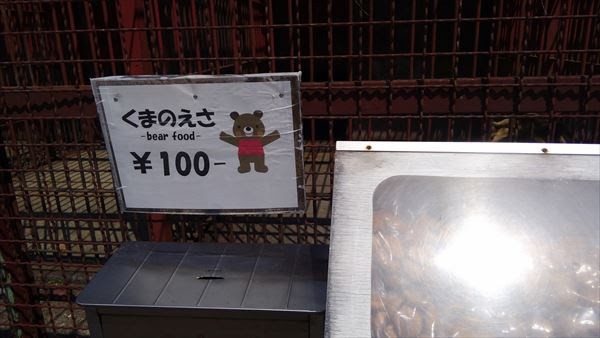 くまのえさ
-bear food-
￥100-